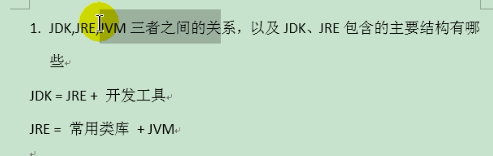 1. JDK,JRE,JVM 三者之间的关系，以及 JDK、JRE 包含的主要结构有哪
些
JDK = JRE + 开发工具
JRE = 常用类库 + JVM